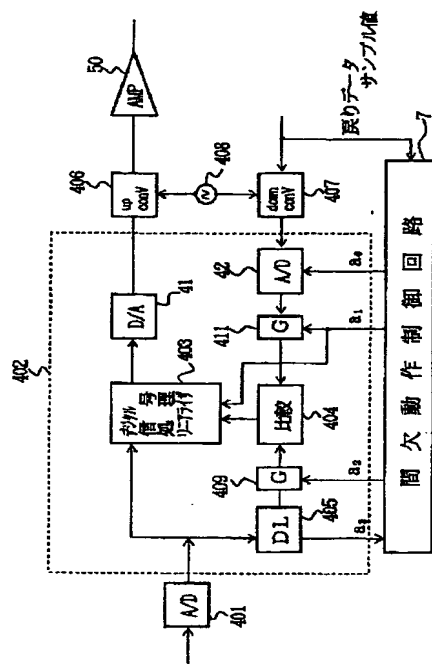 50
AMP
406
up
conV
408
407
down
conV
戻りデータ
サンプル値
7
402
41
D/A
42
A/D
a₀
411
G
a₁
403
デジタル
信号
処理
リニアライザ
404
比較
409
G
a₂
405
DL
a₃
間欠動作制御回路
A/D
401